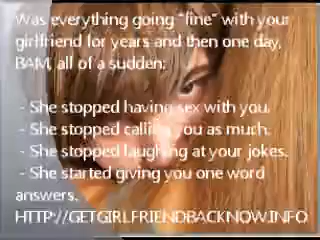 Was everything going "fine" with your
girlfriend for years and then one day,
BAM, all of a sudden:
- She stopped having sex with you.
- She stopped calling you as much.
- She stopped laughing at your jokes.
- She started giving you one word
answers.
HTTP://GETGIRLFRIENDBACKNOW.INFO